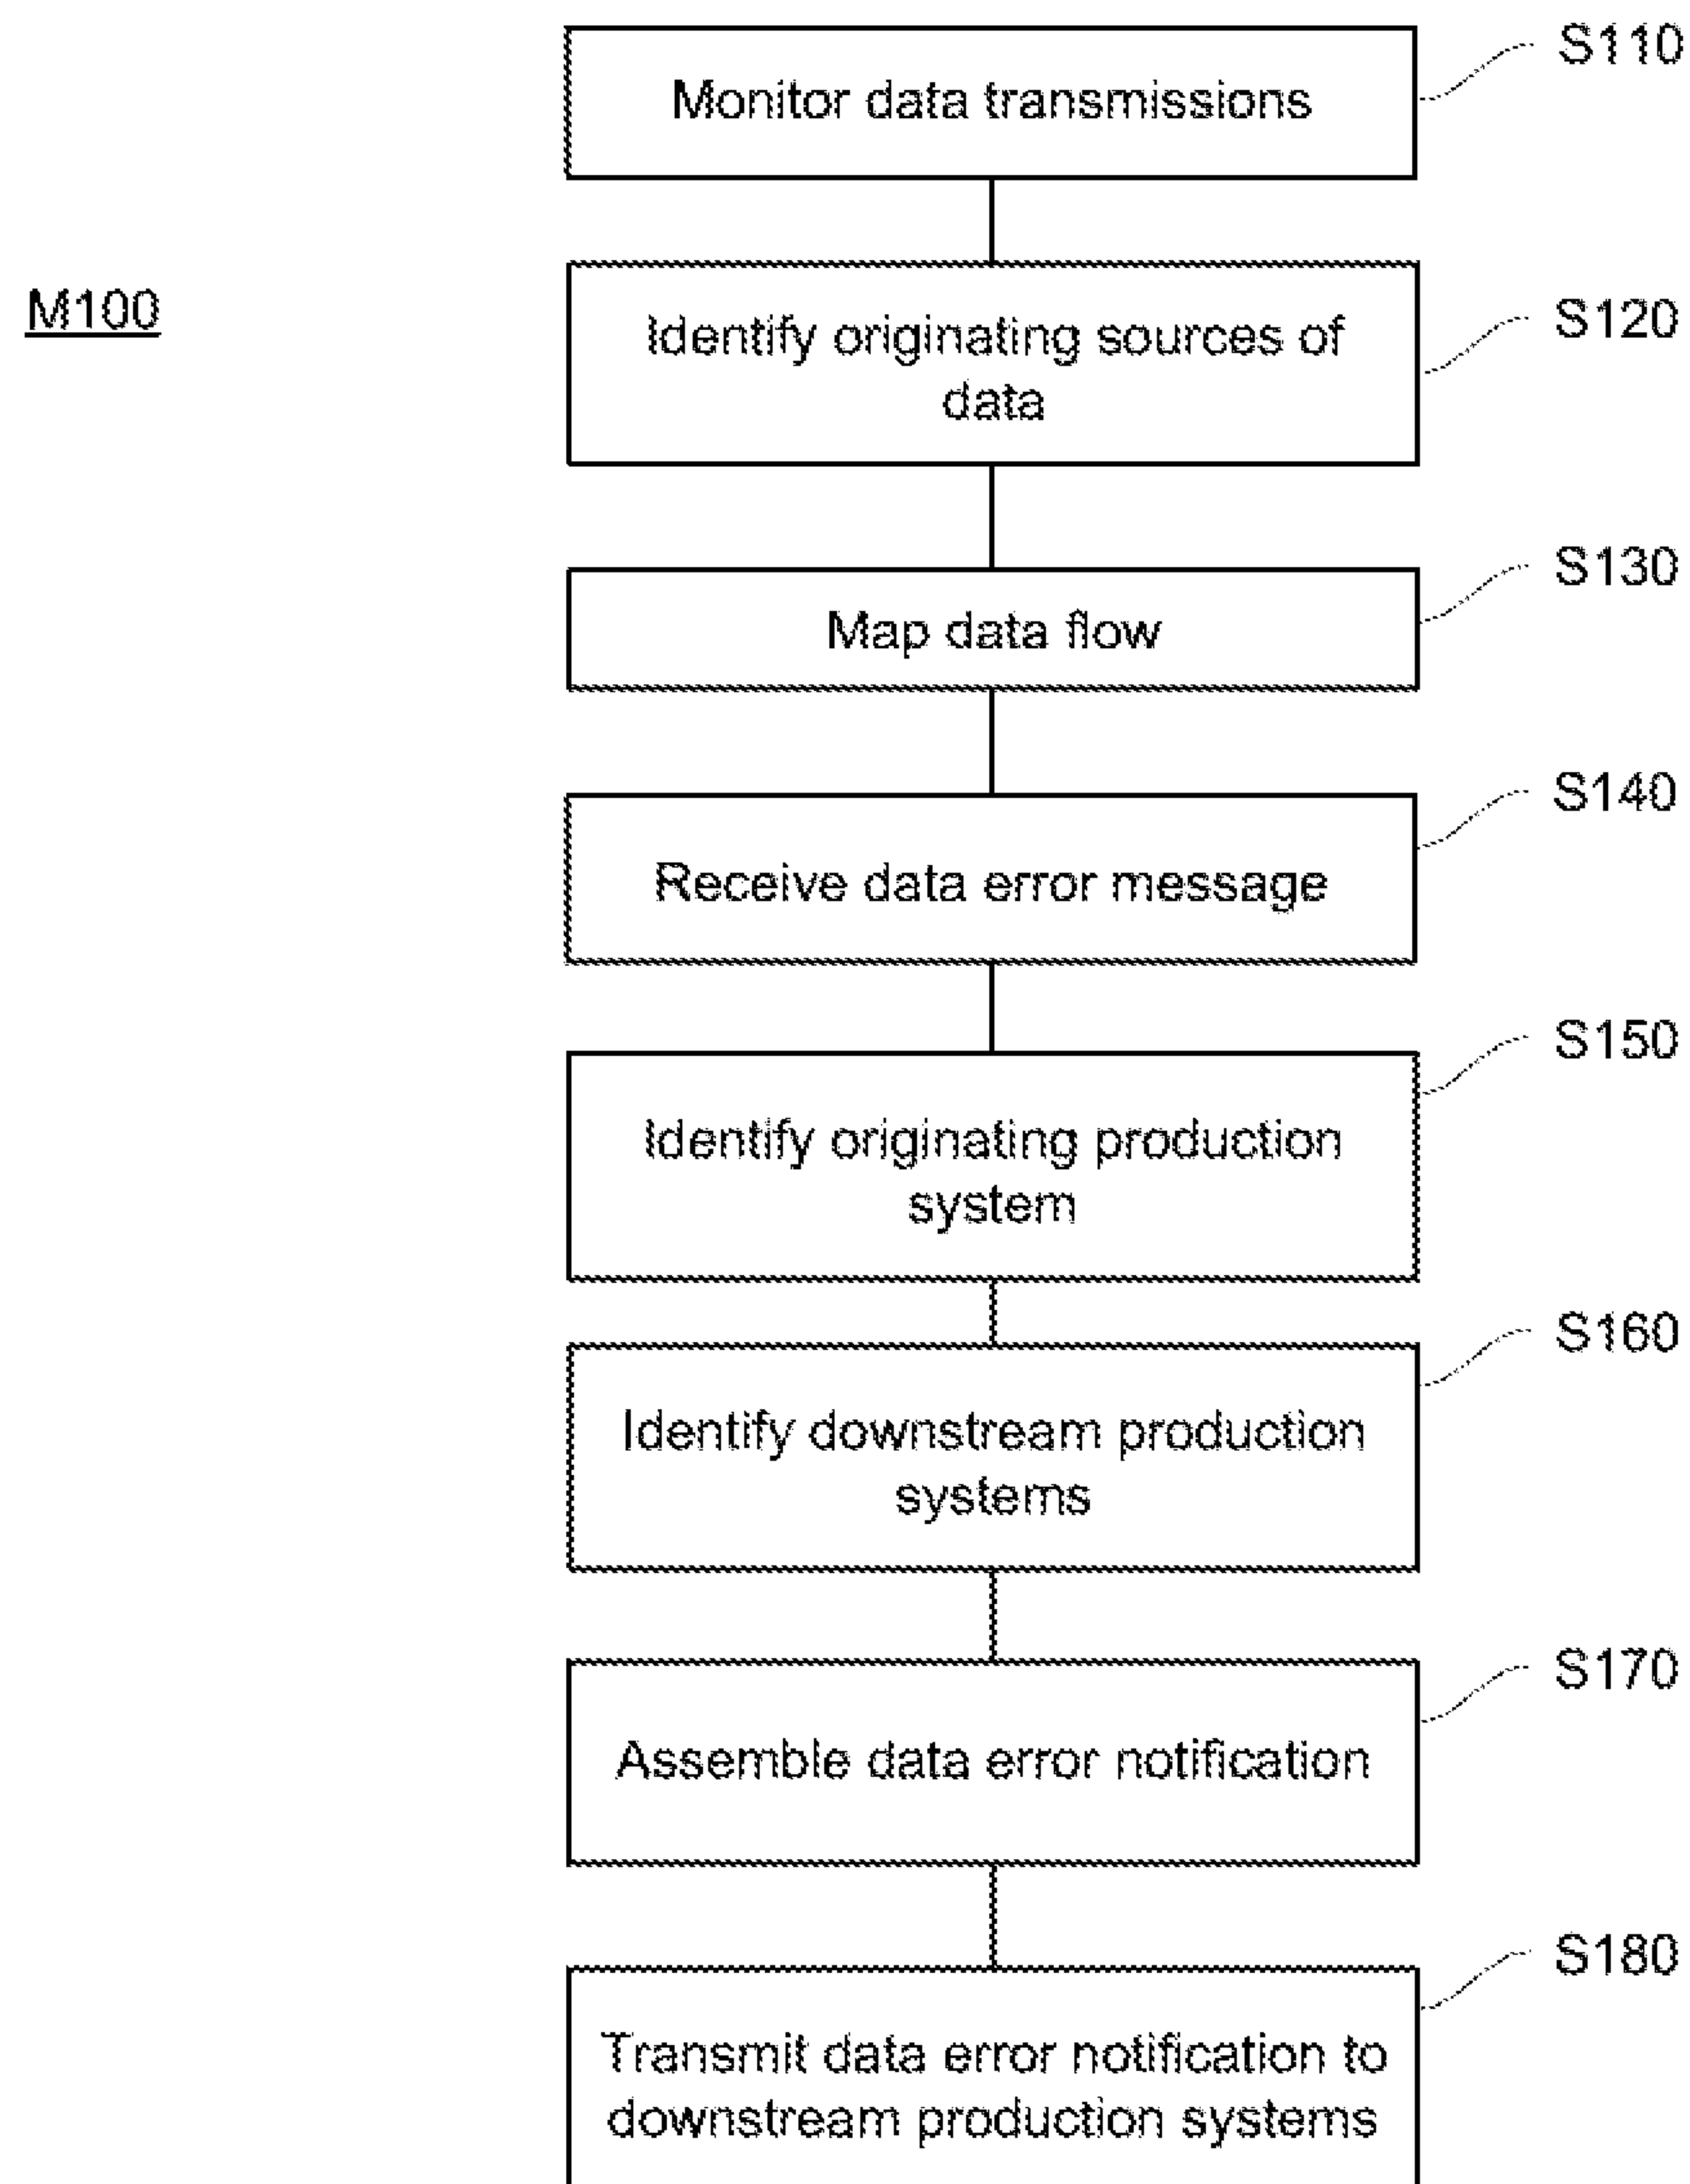 Monitor data transmissions
S110
M100
Identify originating sources of
data
S120
Map data flow
S130
Receive data error message
S140
Identify originating production
system
S150
Identify downstream production
systems
S160
Assemble data error notification
S170
Transmit data error notification to
downstream production systems
S180